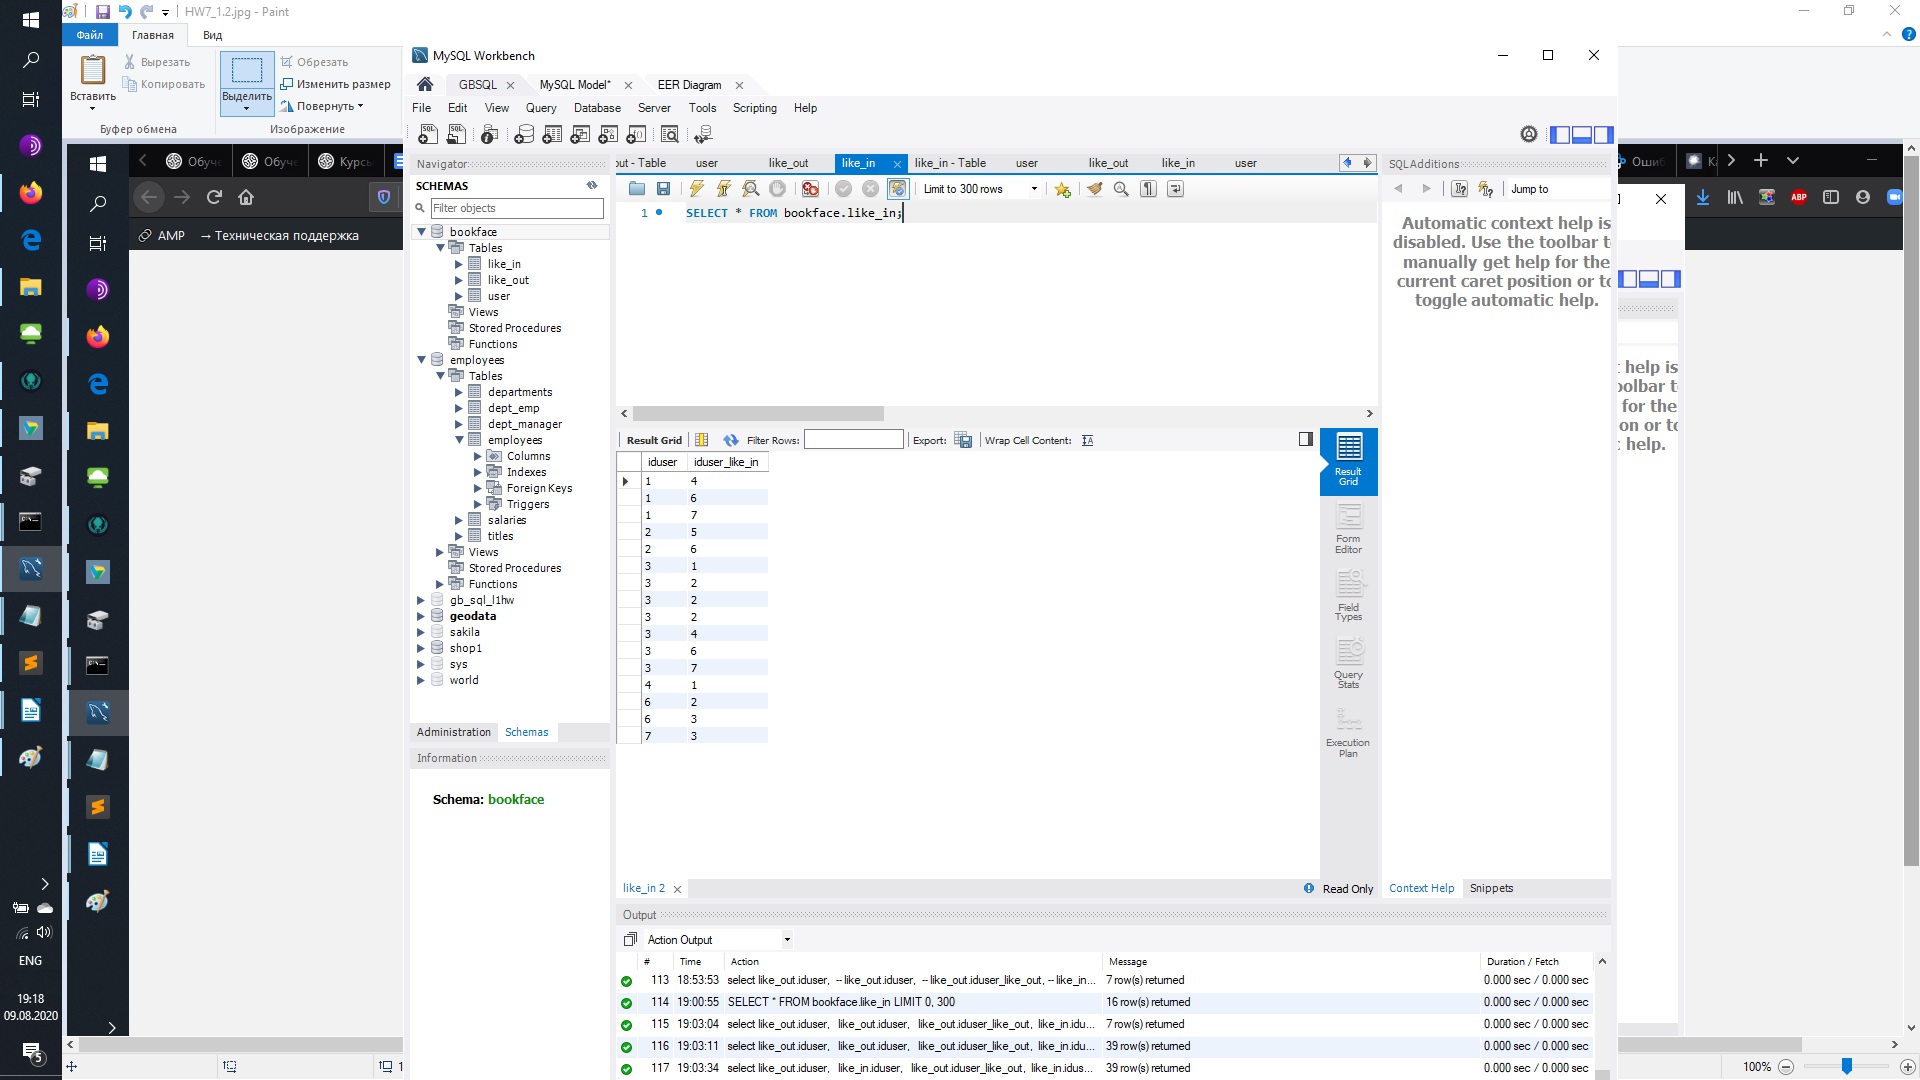 HW7_1.2.jpg - Paint
Файл
Главная
Вид
Вставить
Вырезать
Копировать
Буфер обмена
Выделить
Обрезать
Изменить размер
Повернуть
Изображение
AMP
→Техническая поддержка
MySQL Workbench
GBSQL
MySQL Model*
EER Diagram
File Edit View Query Database Server Tools Scripting Help
Navigator
SCHEMAS
Filter objects
bookface
Tables
like_in
like_out
user
Views
Stored Procedures
Functions
employees
Tables
departments
dept_emp
dept_manager
employees
Columns
Indexes
Foreign Keys
Triggers
salaries
titles
Views
Stored Procedures
Functions
gb_sql_l1hw
geodata
sakila
shop1
sys
world
Administration Schemas
Information
Schema: bookface
out - Table user like_out like_in like_in - Table user like_out like_in user
Limit to 300 rows
1 SELECT * FROM bookface.like_in;
Result Grid Filter Rows: Export: Wrap Cell Content:
iduser iduser_like_in
1 4
1 6
1 7
2 5
2 6
3 1
3 2
3 2
3 2
3 4
3 6
3 7
4 1
6 2
6 3
7 3
Result Grid
Form Editor
Field Types
Query Stats
Execution Plan
like_in 2
Read Only
SQLAdditions
Jump to
Automatic context help is
disabled. Use the toolbar t
manually get help for the
current caret position or to
toggle automatic help.
Context Help Snippets
Output
Action Output
# Time Action Message Duration / Fetch
113 18:53:53 select like_out.iduser, -- like_out.iduser, -- like_out.iduser_like_out, -- like_in... 7 row(s) returned 0.000 sec / 0.000 sec
114 19:00:55 SELECT * FROM bookface.like_in LIMIT 0, 300 16 row(s) returned 0.000 sec / 0.000 sec
115 19:03:04 select like_out.iduser, like_out.iduser, like_out.iduser_like_out, like_in.idu... 7 row(s) returned 0.000 sec / 0.000 sec
116 19:03:11 select like_out.iduser, like_out.iduser, like_out.iduser_like_out, like_in.idu... 39 row(s) returned 0.000 sec / 0.000 sec
117 19:03:34 select like_out.iduser, like_in.iduser, like_out.iduser_like_out, like_in.idus... 39 row(s) returned 0.000 sec / 0.000 sec
help is
oolbar t
for the
on or to
help.
ABP
ENG
19:18
09.08.2020
5
100%